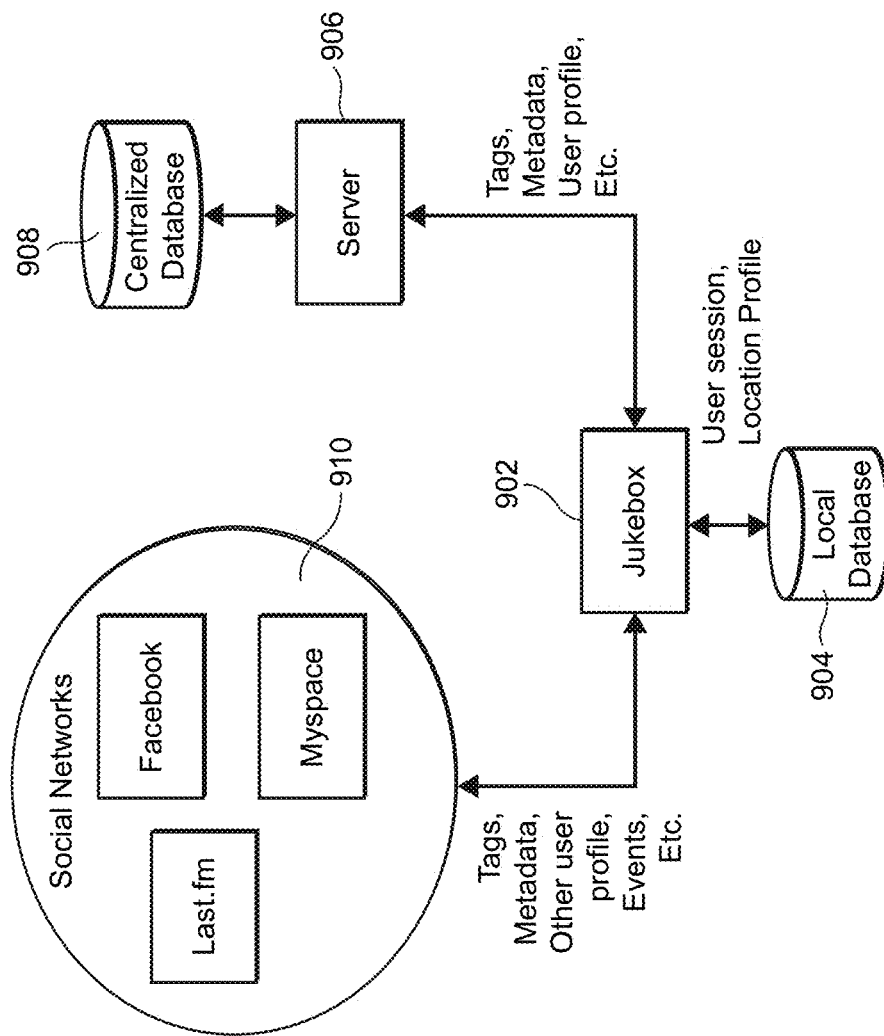 Social Networks
Last.fm
Facebook
Myspace
910
Tags,
Metadata,
Other user
profile,
Events,
Etc.
902
Jukebox
User session,
Location Profile
Local
Database
904
908
Centralized
Database
Server
906
Tags,
Metadata,
User profile,
Etc.